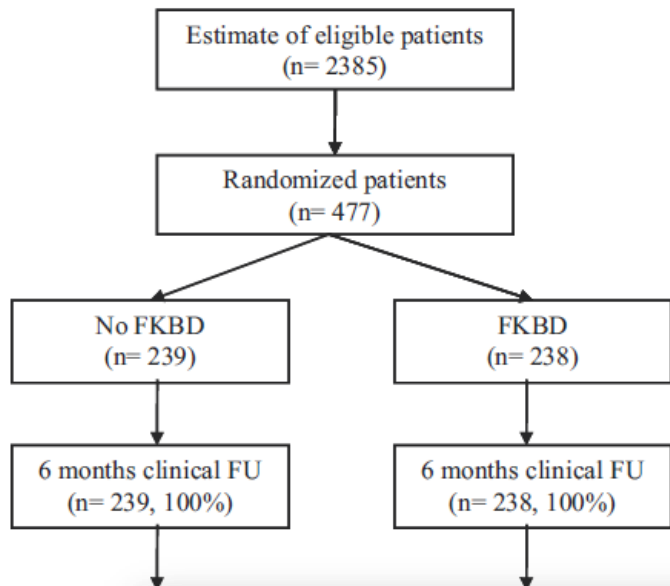 Estimate of eligible patients
(n= 2385)
Randomized patients
(n= 477)
No FKBD
(n= 239)
FKBD
(n= 238)
6 months clinical FU
(n= 239, 100%)
6 months clinical FU
(n= 238, 100%)